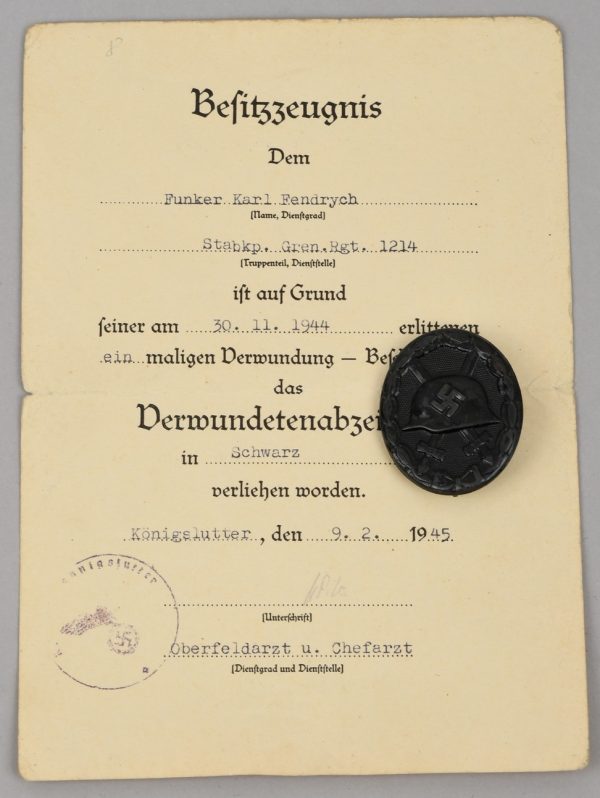 Besitzzeugnis
Dem
Funker Karl Fendrych
(Name, Dienstgrad)
Stabkp. Gren.Rgt. 1214
(Truppenteil, Dienststelle)
ist auf Grund
seiner am 30. 11. 1944 erlittenen
ein maligen Verwundung – Besch
das
Verwundetenabzei
in Schwarz
verliehen worden.
Königslutter, den 9. 2. 1945
(Unterschrift)
Oberfeldarzt u. Chefarzt
(Dienstgrad und Dienststelle)